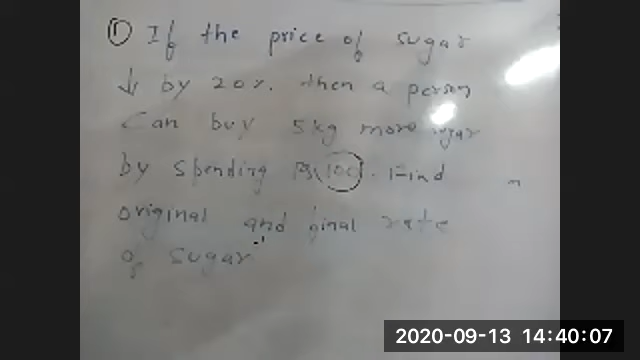 ① If the price of sugar
↓ by 20%. then a person
Can buy 5kg more sugar
by spending Rs. 100. Find
original and final rate
of sugar
2020-09-13 14:40:07